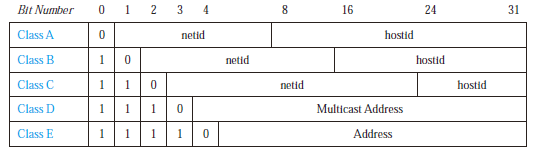 Bit Number 0 1 2 3 4 8 16 24 31
Class A 0 netid hostid
Class B 1 0 netid hostid
Class C 1 1 0 netid hostid
Class D 1 1 1 0 Multicast Address
Class E 1 1 1 1 0 Address